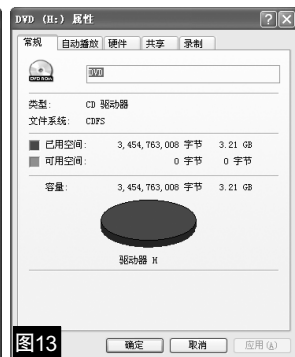 DVD (H:) 属性
常规 自动播放 硬件 共享 录制
DVD
类型: CD 驱动器
文件系统: CDFS
已用空间: 3,454,763,008 字节 3.21 GB
可用空间: 0 字节 0 字节
容量: 3,454,763,008 字节 3.21 GB
驱动器 H
确定 取消 应用(A)
图13